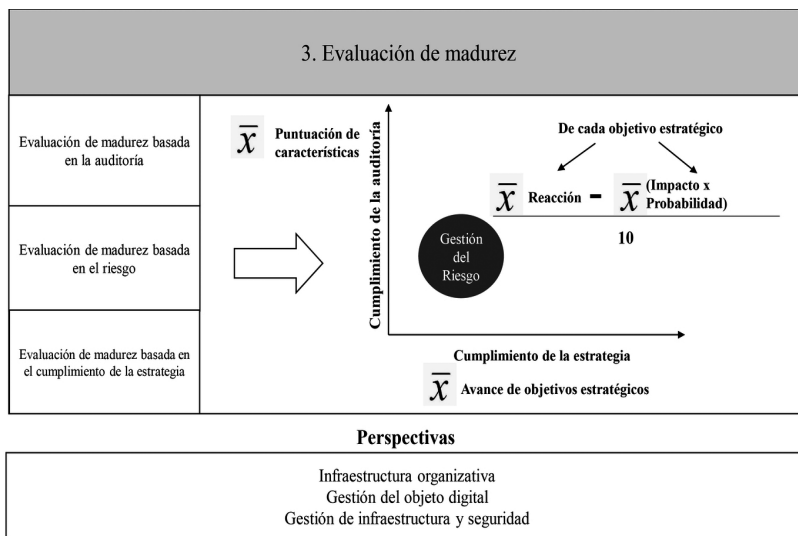 3. Evaluación de madurez
Evaluación de madurez basada
en la auditoría
Evaluación de madurez basada
en el riesgo
Evaluación de madurez basada en
el cumplimiento de la estrategia
x̅ Puntuación de
características
Cumplimiento de la auditoría
De cada objetivo estratégico
x̅ Reacción - x̅ (Impacto x
Probabilidad)
10
Gestión
del
Riesgo
Cumplimiento de la estrategia
x̅ Avance de objetivos estratégicos
Perspectivas
Infraestructura organizativa
Gestión del objeto digital
Gestión de infraestructura y seguridad